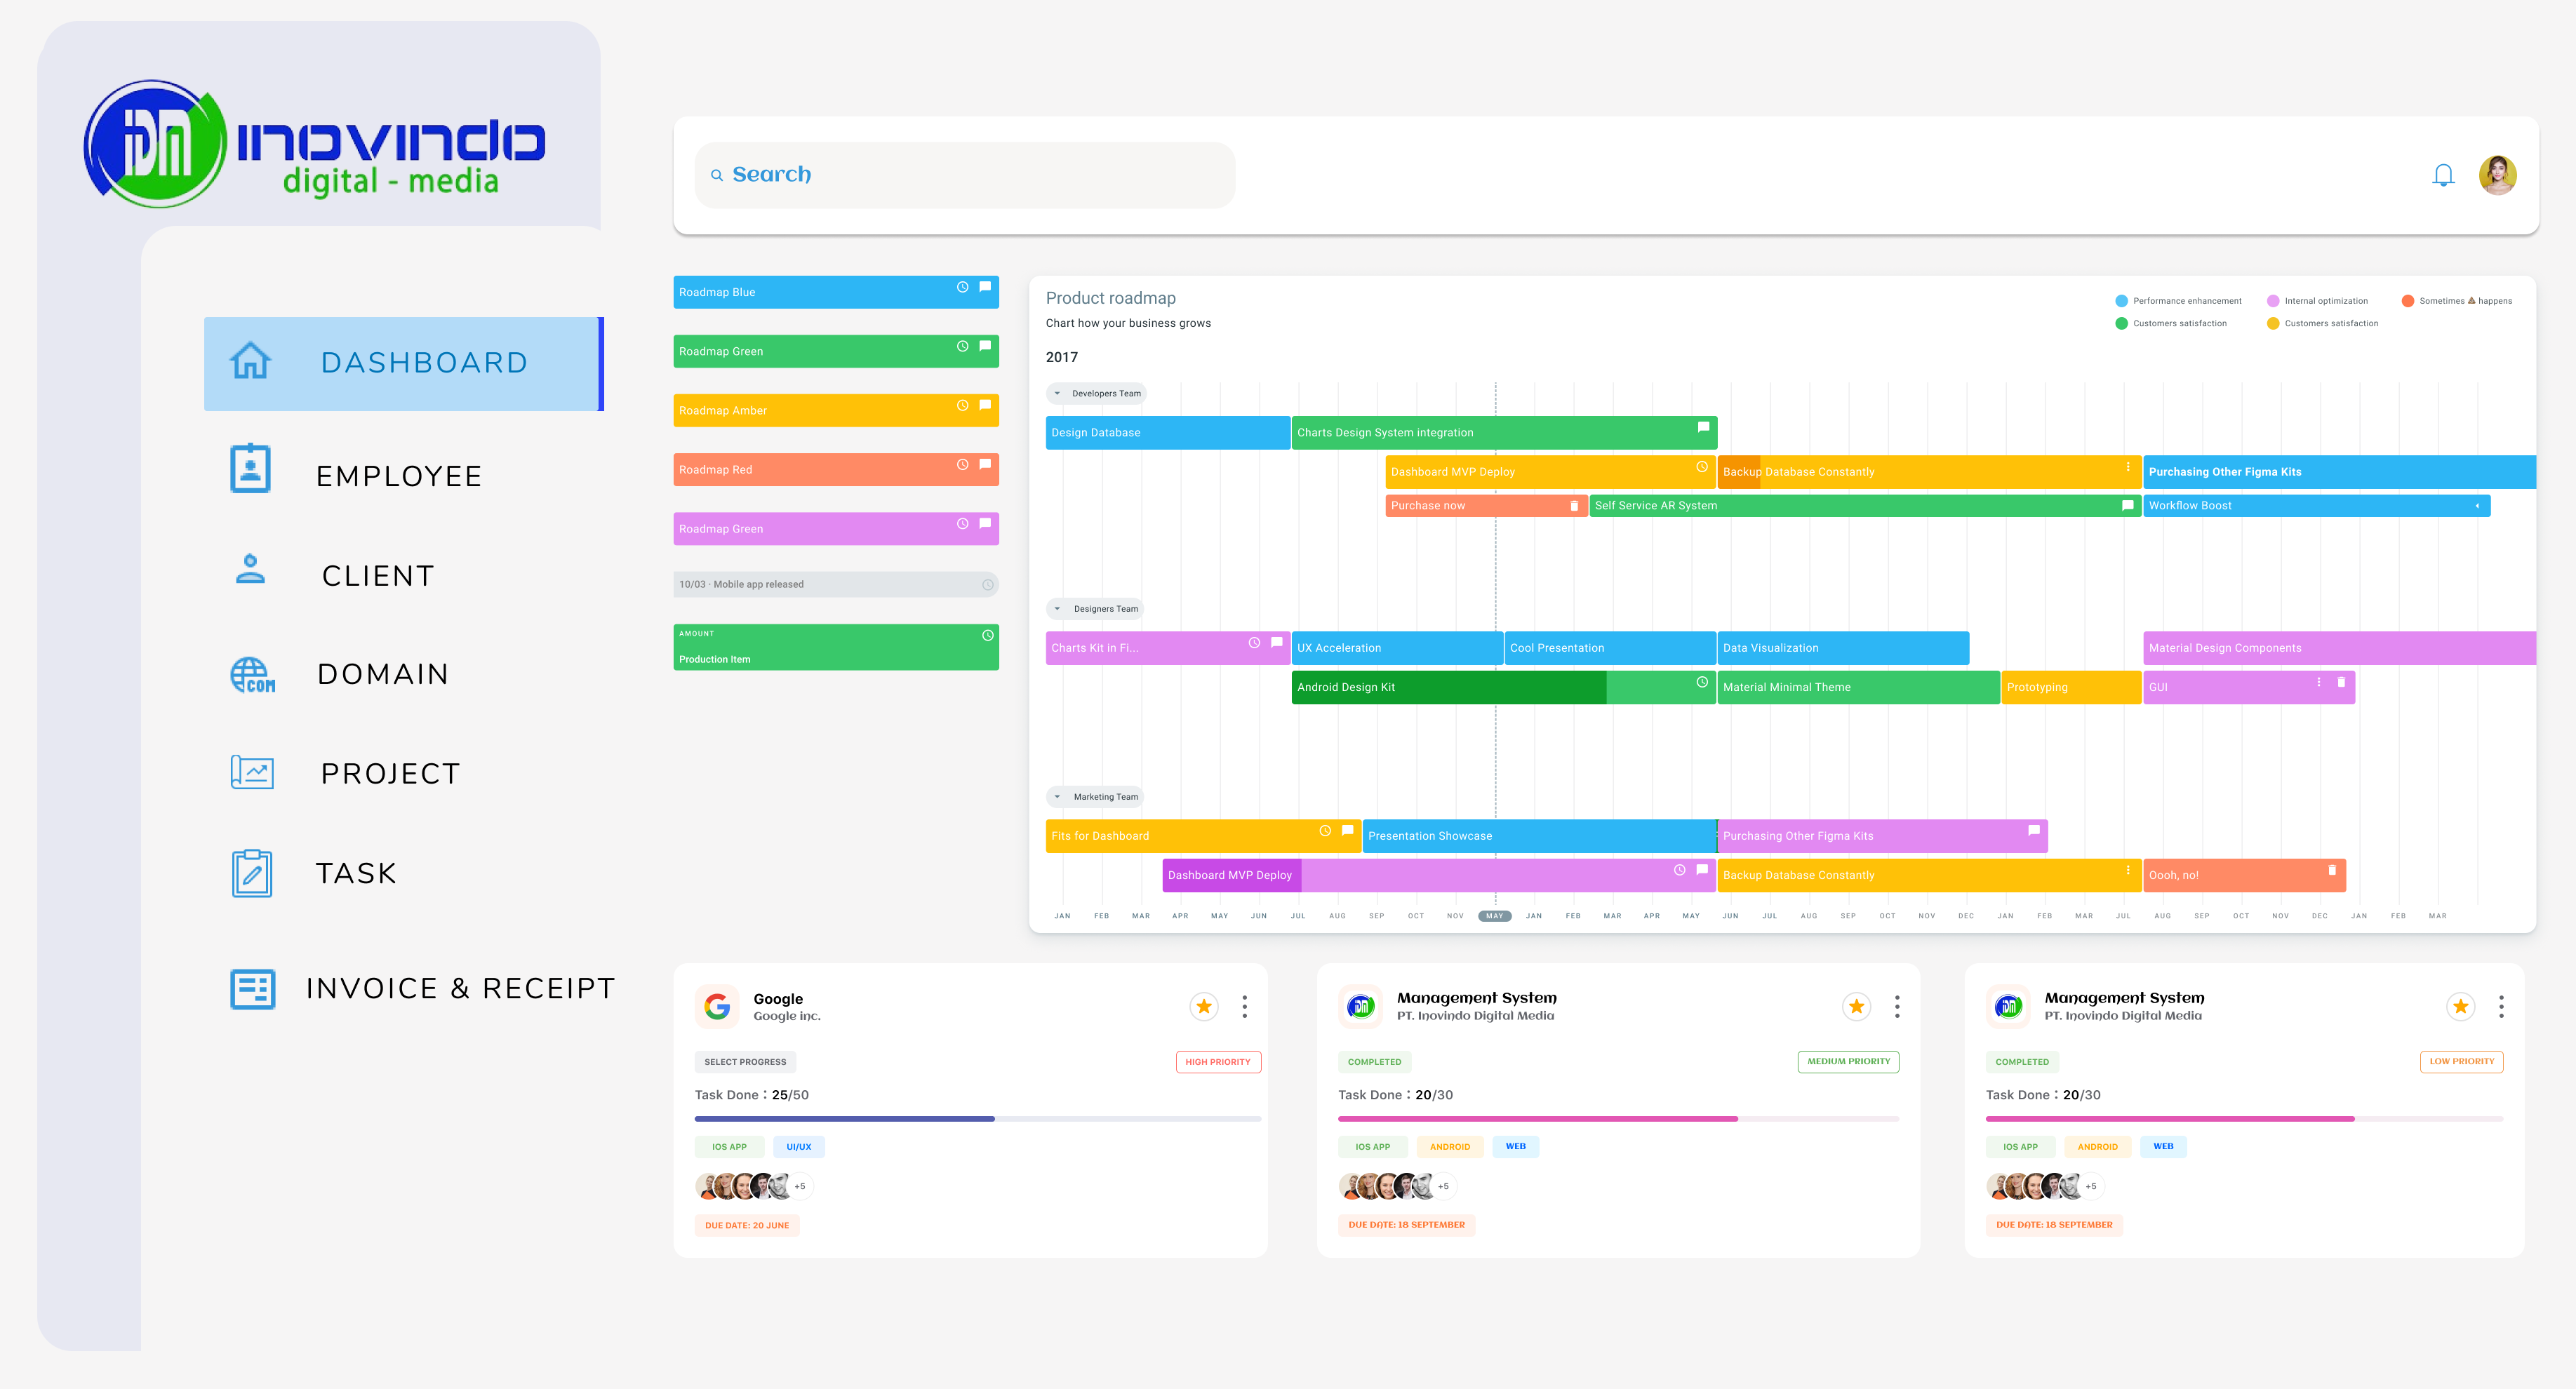 INOVINDO
digital - media
Search
DASHBOARD
EMPLOYEE
CLIENT
COM
DOMAIN
PROJECT
TASK
INVOICE & RECEIPT
Roadmap Blue
Roadmap Green
Roadmap Amber
Roadmap Red
Roadmap Green
10/03 · Mobile app released
AMOUNT
Production Item
Product roadmap
Chart how your business grows
Performance enhancement
Internal optimization
Sometimes 💩 happens
Customers satisfaction
Customers satisfaction
2017
Developers Team
Design Database
Charts Design System integration
Dashboard MVP Deploy
Backup Database Constantly
Purchasing Other Figma Kits
Purchase now
Self Service AR System
Workflow Boost
Designers Team
Charts Kit in Fi...
UX Acceleration
Cool Presentation
Data Visualization
Material Design Components
Android Design Kit
Material Minimal Theme
Prototyping
GUI
Marketing Team
Fits for Dashboard
Presentation Showcase
Purchasing Other Figma Kits
Dashboard MVP Deploy
Backup Database Constantly
Oooh, no!
JAN FEB MAR APR MAY JUN JUL AUG SEP OCT NOV MAY JAN FEB MAR APR MAY JUN JUL AUG SEP OCT NOV DEC JAN FEB MAR JUL AUG SEP OCT NOV DEC JAN FEB MAR
Google
Google inc.
SELECT PROGRESS
HIGH PRIORITY
Task Done : 25/50
IOS APP
UI/UX
+5
DUE DATE: 20 JUNE
Management System
PT. Inovindo Digital Media
COMPLETED
MEDIUM PRIORITY
Task Done : 20/30
IOS APP
ANDROID
WEB
+5
DUE DATE: 18 SEPTEMBER
Management System
PT. Inovindo Digital Media
COMPLETED
LOW PRIORITY
Task Done : 20/30
IOS APP
ANDROID
WEB
+5
DUE DATE: 18 SEPTEMBER